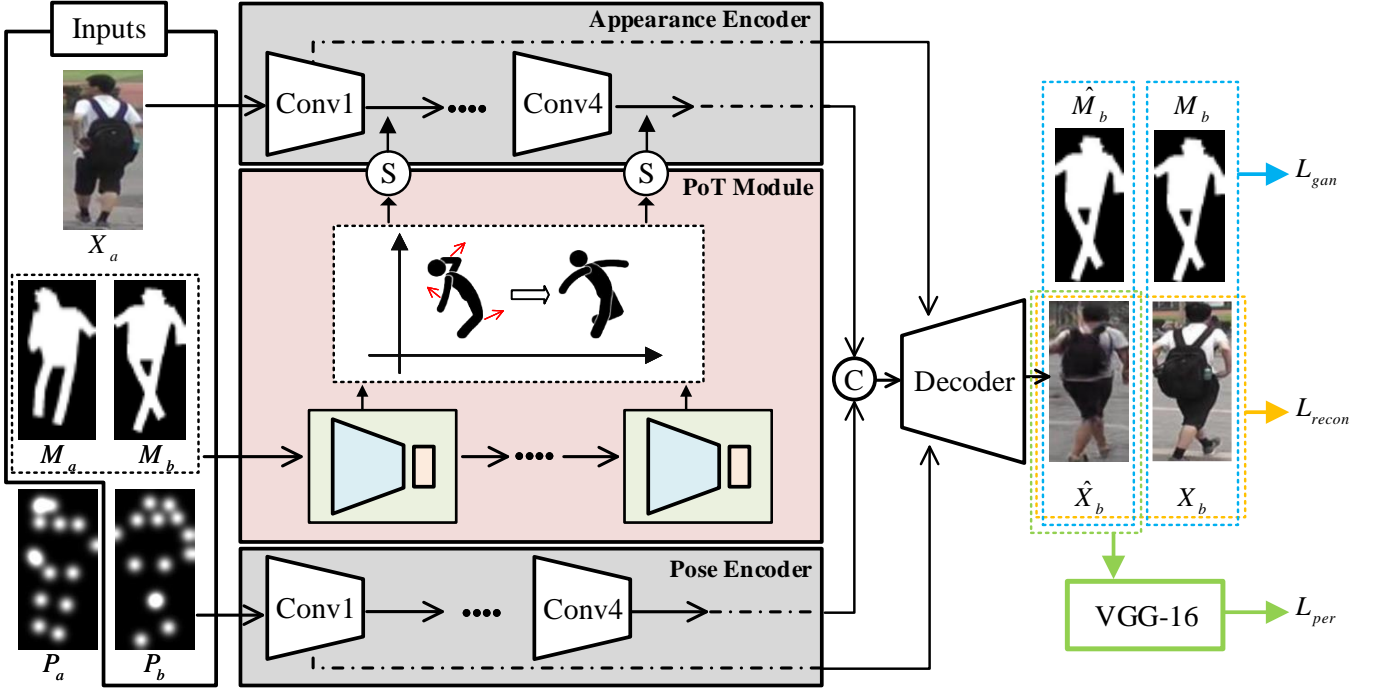 Inputs
X_a
M_a
M_b
P_a
P_b
Appearance Encoder
Conv1
Conv4
S
S
PoT Module
Pose Encoder
Conv1
Conv4
C
Decoder
M̂_b
M_b
X̂_b
X_b
L_gan
L_recon
VGG-16
L_per